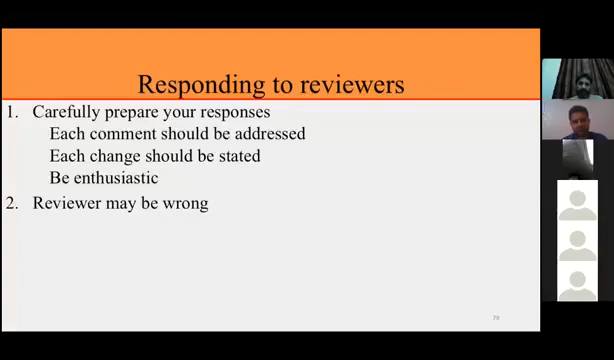 Responding to reviewers
1. Carefully prepare your responses
Each comment should be addressed
Each change should be stated
Be enthusiastic
2. Reviewer may be wrong
79